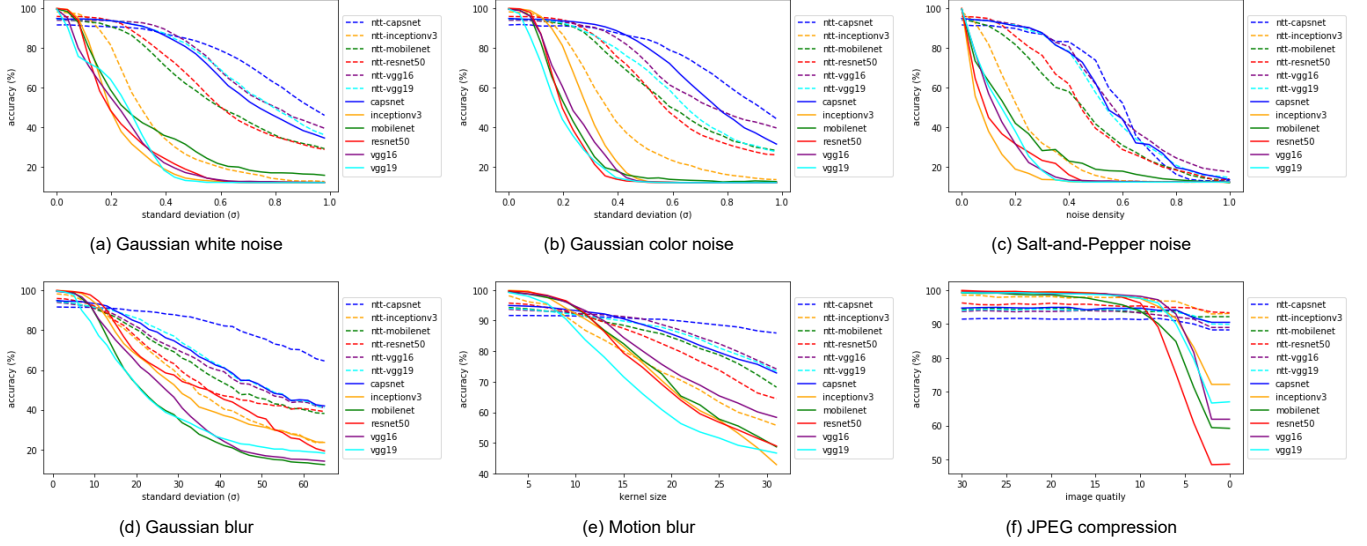 100
80
60
40
20
accuracy (%)
0.0
0.2
0.4
0.6
0.8
1.0
standard deviation (σ)
ntt-capsnet
ntt-inceptionv3
ntt-mobilenet
ntt-resnet50
ntt-vgg16
ntt-vgg19
capsnet
inceptionv3
mobilenet
resnet50
vgg16
vgg19
(a) Gaussian white noise
100
80
60
40
20
accuracy (%)
0.0
0.2
0.4
0.6
0.8
1.0
standard deviation (σ)
ntt-capsnet
ntt-inceptionv3
ntt-mobilenet
ntt-resnet50
ntt-vgg16
ntt-vgg19
capsnet
inceptionv3
mobilenet
resnet50
vgg16
vgg19
(b) Gaussian color noise
100
80
60
40
20
accuracy (%)
0.0
0.2
0.4
0.6
0.8
1.0
noise density
ntt-capsnet
ntt-inceptionv3
ntt-mobilenet
ntt-resnet50
ntt-vgg16
ntt-vgg19
capsnet
inceptionv3
mobilenet
resnet50
vgg16
vgg19
(c) Salt-and-Pepper noise
100
80
60
40
20
accuracy (%)
0
10
20
30
40
50
60
standard deviation (σ)
ntt-capsnet
ntt-inceptionv3
ntt-mobilenet
ntt-resnet50
ntt-vgg16
ntt-vgg19
capsnet
inceptionv3
mobilenet
resnet50
vgg16
vgg19
(d) Gaussian blur
100
90
80
70
60
50
40
accuracy (%)
5
10
15
20
25
30
kernel size
ntt-capsnet
ntt-inceptionv3
ntt-mobilenet
ntt-resnet50
ntt-vgg16
ntt-vgg19
capsnet
inceptionv3
mobilenet
resnet50
vgg16
vgg19
(e) Motion blur
100
90
80
70
60
50
accuracy (%)
30
25
20
15
10
5
0
image quatily
ntt-capsnet
ntt-inceptionv3
ntt-mobilenet
ntt-resnet50
ntt-vgg16
ntt-vgg19
capsnet
inceptionv3
mobilenet
resnet50
vgg16
vgg19
(f) JPEG compression